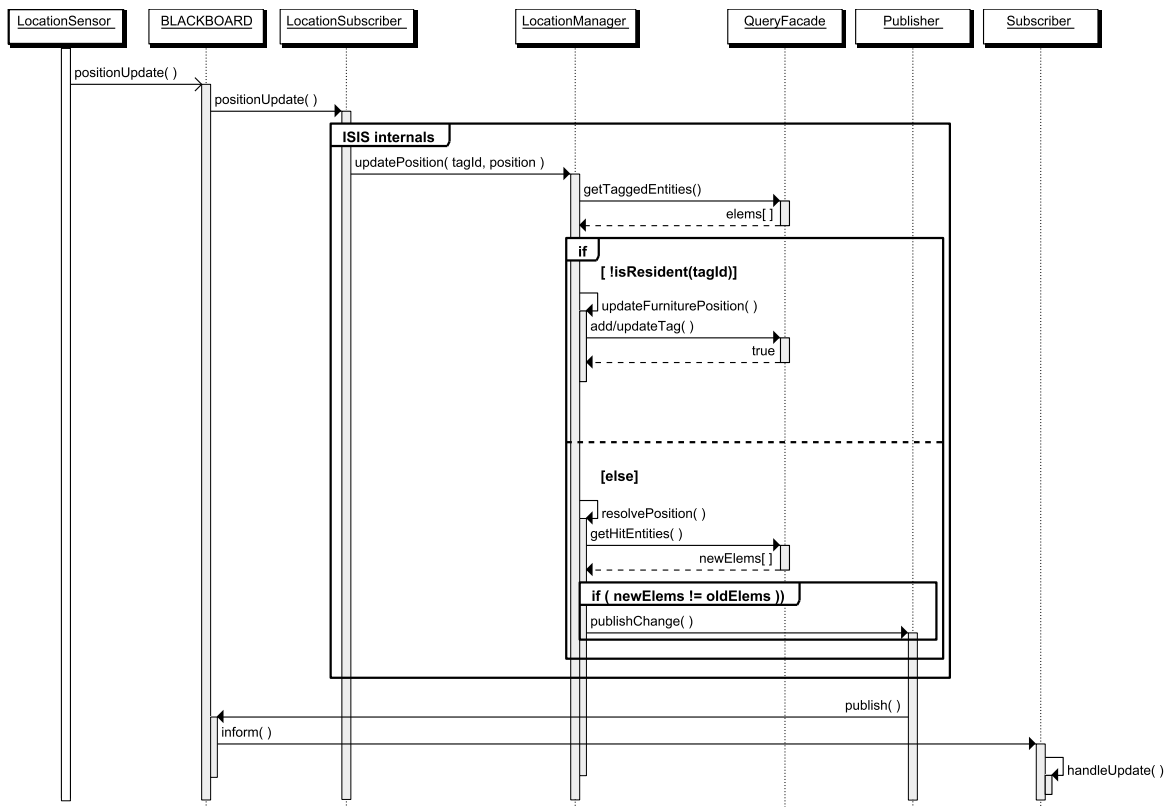 LocationSensor
BLACKBOARD
LocationSubscriber
LocationManager
QueryFacade
Publisher
Subscriber
positionUpdate( )
positionUpdate( )
ISIS internals
updatePosition( tagId, position )
getTaggedEntities()
elems[ ]
if
[ !isResident(tagId)]
updateFurniturePosition( )
add/updateTag( )
true
[else]
resolvePosition( )
getHitEntities( )
newElems[ ]
if ( newElems != oldElems ))
publishChange( )
publish( )
inform( )
handleUpdate( )